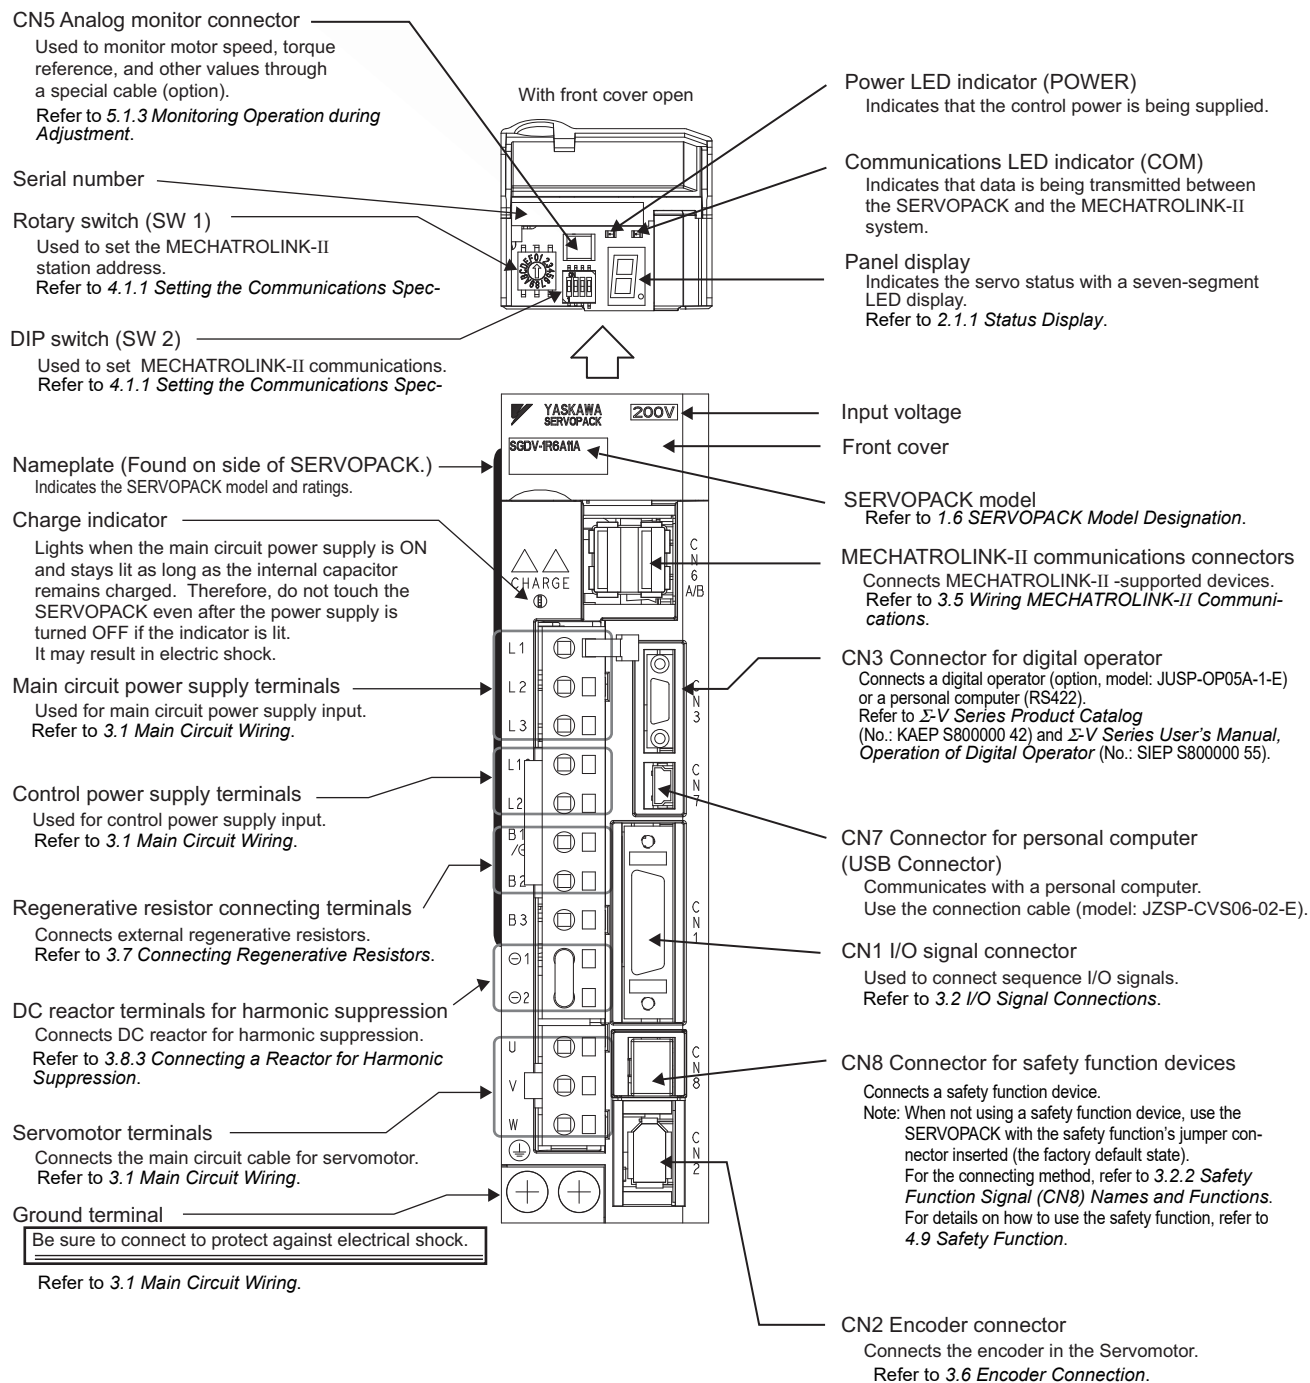 CN5 Analog monitor connector
Used to monitor motor speed, torque
reference, and other values through
a special cable (option).
Refer to 5.1.3 Monitoring Operation during
Adjustment.
Serial number
Rotary switch (SW 1)
Used to set the MECHATROLINK-II
station address.
Refer to 4.1.1 Setting the Communications Spec-
DIP switch (SW 2)
Used to set MECHATROLINK-II communications.
Refer to 4.1.1 Setting the Communications Spec-
With front cover open
Power LED indicator (POWER)
Indicates that the control power is being supplied.
Communications LED indicator (COM)
Indicates that data is being transmitted between
the SERVOPACK and the MECHATROLINK-II
system.
Panel display
Indicates the servo status with a seven-segment
LED display.
Refer to 2.1.1 Status Display.
Nameplate (Found on side of SERVOPACK.)
Indicates the SERVOPACK model and ratings.
Charge indicator
Lights when the main circuit power supply is ON
and stays lit as long as the internal capacitor
remains charged. Therefore, do not touch the
SERVOPACK even after the power supply is
turned OFF if the indicator is lit.
It may result in electric shock.
Main circuit power supply terminals
Used for main circuit power supply input.
Refer to 3.1 Main Circuit Wiring.
Control power supply terminals
Used for control power supply input.
Refer to 3.1 Main Circuit Wiring.
Regenerative resistor connecting terminals
Connects external regenerative resistors.
Refer to 3.7 Connecting Regenerative Resistors.
DC reactor terminals for harmonic suppression
Connects DC reactor for harmonic suppression.
Refer to 3.8.3 Connecting a Reactor for Harmonic
Suppression.
Servomotor terminals
Connects the main circuit cable for servomotor.
Refer to 3.1 Main Circuit Wiring.
Ground terminal
Be sure to connect to protect against electrical shock.
Refer to 3.1 Main Circuit Wiring.
YASKAWA
SERVOPACK
200V
SGDV-1R6A11A
CHARGE
L1
L2
L3
L1
L2
B1
/⊖
B2
B3
⊖1
⊖2
U
V
W
CN6
A/B
CN3
CN7
CN1
CN8
CN2
Input voltage
Front cover
SERVOPACK model
Refer to 1.6 SERVOPACK Model Designation.
MECHATROLINK-II communications connectors
Connects MECHATROLINK-II -supported devices.
Refer to 3.5 Wiring MECHATROLINK-II Communi-
cations.
CN3 Connector for digital operator
Connects a digital operator (option, model: JUSP-OP05A-1-E)
or a personal computer (RS422).
Refer to Σ-V Series Product Catalog
(No.: KAEP S800000 42) and Σ-V Series User's Manual,
Operation of Digital Operator (No.: SIEP S800000 55).
CN7 Connector for personal computer
(USB Connector)
Communicates with a personal computer.
Use the connection cable (model: JZSP-CVS06-02-E).
CN1 I/O signal connector
Used to connect sequence I/O signals.
Refer to 3.2 I/O Signal Connections.
CN8 Connector for safety function devices
Connects a safety function device.
Note: When not using a safety function device, use the
SERVOPACK with the safety function's jumper con-
nector inserted (the factory default state).
For the connecting method, refer to 3.2.2 Safety
Function Signal (CN8) Names and Functions.
For details on how to use the safety function, refer to
4.9 Safety Function.
CN2 Encoder connector
Connects the encoder in the Servomotor.
Refer to 3.6 Encoder Connection.